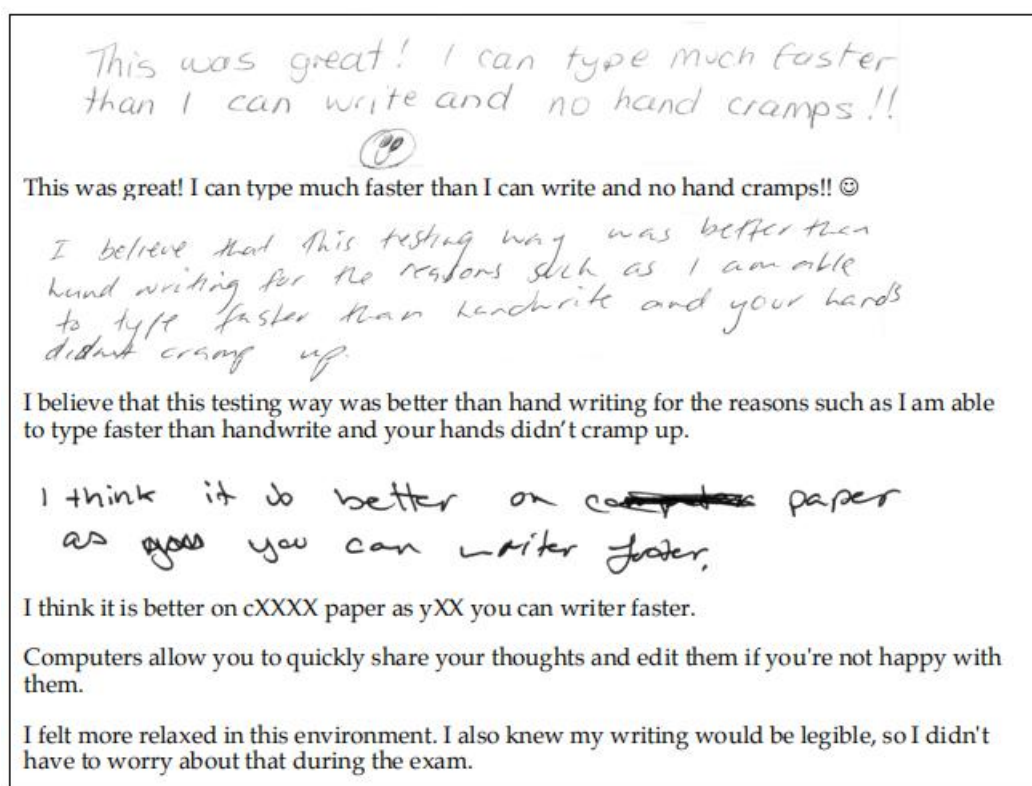 This was great! I can type much faster
than I can write and no hand cramps!!
This was great! I can type much faster than I can write and no hand cramps!! ☺
I believe that this testing way was better then
hand writing for the reasons such as I am able
to type faster than handwrite and your hands
didnt cramp up.
I believe that this testing way was better than hand writing for the reasons such as I am able
to type faster than handwrite and your hands didn't cramp up.
I think it is better on paper
as you can writer faster.
I think it is better on cXXXX paper as yXX you can writer faster.
Computers allow you to quickly share your thoughts and edit them if you're not happy with
them.
I felt more relaxed in this environment. I also knew my writing would be legible, so I didn't
have to worry about that during the exam.